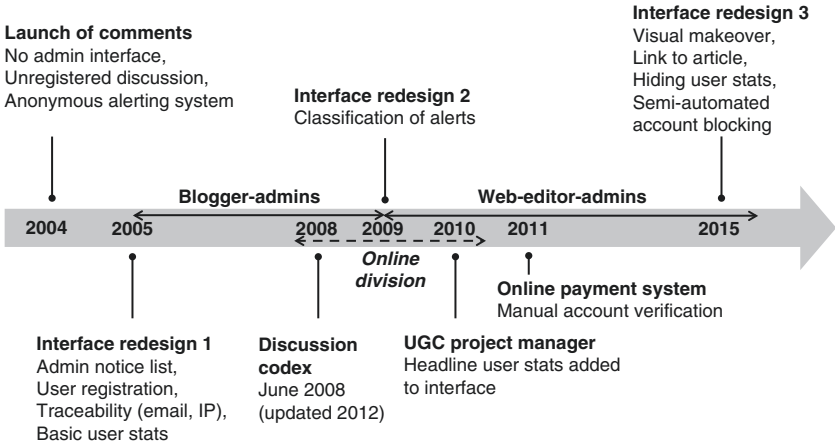 Launch of comments
No admin interface,
Unregistered discussion,
Anonymous alerting system
Interface redesign 2
Classification of alerts
Interface redesign 3
Visual makeover,
Link to article,
Hiding user stats,
Semi-automated
account blocking
Blogger-admins
Web-editor-admins
2004 2005 2008 2009 2010 2011 2015
Online
division
Interface redesign 1
Admin notice list,
User registration,
Traceability (email, IP),
Basic user stats
Discussion
codex
June 2008
(updated 2012)
UGC project manager
Headline user stats added
to interface
Online payment system
Manual account verification